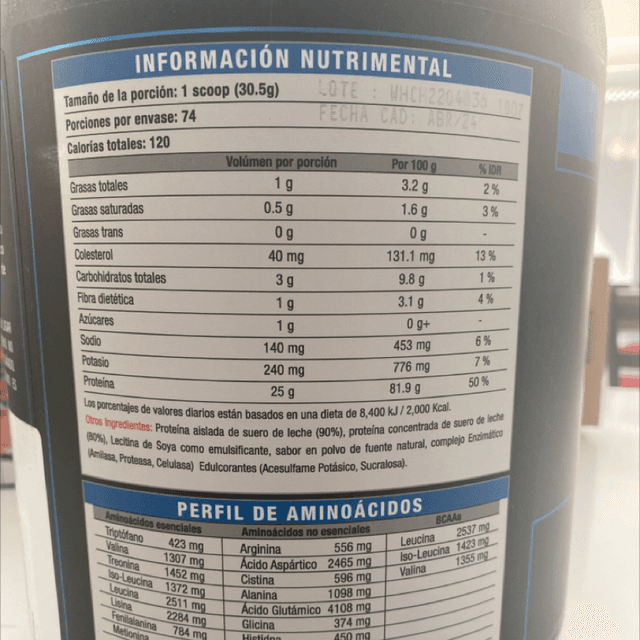 INFORMACIÓN NUTRIMENTAL
Tamaño de la porción: 1 scoop (30.5g)
LOTE : WHCH2204036 1807
Porciones por envase: 74
FECHA CAD: ABR/24
Calorías totales: 120
Volúmen por porción Por 100 g % IDR
Grasas totales 1 g 3.2 g 2 %
Grasas saturadas 0.5 g 1.6 g 3 %
Grasas trans 0 g 0 g -
Colesterol 40 mg 131.1 mg 13 %
Carbohidratos totales 3 g 9.8 g 1 %
Fibra dietética 1 g 3.1 g 4 %
Azúcares 1 g 0 g+ -
Sodio 140 mg 453 mg 6 %
Potasio 240 mg 776 mg 7 %
Proteína 25 g 81.9 g 50 %
Los porcentajes de valores diarios están basados en una dieta de 8,400 kJ / 2,000 Kcal.
Otros Ingredientes: Proteína aislada de suero de leche (90%), proteína concentrada de suero de leche
(80%), Lecitina de Soya como emulsificante, sabor en polvo de fuente natural, complejo Enzimático
(Amilasa, Proteasa, Celulasa) Edulcorantes (Acesulfame Potásico, Sucralosa).
PERFIL DE AMINOÁCIDOS
Aminoácidos esenciales Aminoácidos no esenciales BCAAs
Triptófano 423 mg Arginina 556 mg Leucina 2537 mg
Valina 1307 mg Ácido Aspártico 2465 mg Iso-Leucina 1423 mg
Treonina 1452 mg Cistina 596 mg Valina 1355 mg
Iso-Leucina 1372 mg Alanina 1098 mg
Leucina 2511 mg Ácido Glutámico 4108 mg
Lisina 2284 mg Glicina 374 mg
Fenilalanina 784 mg Histidina 450 mg
Metionina